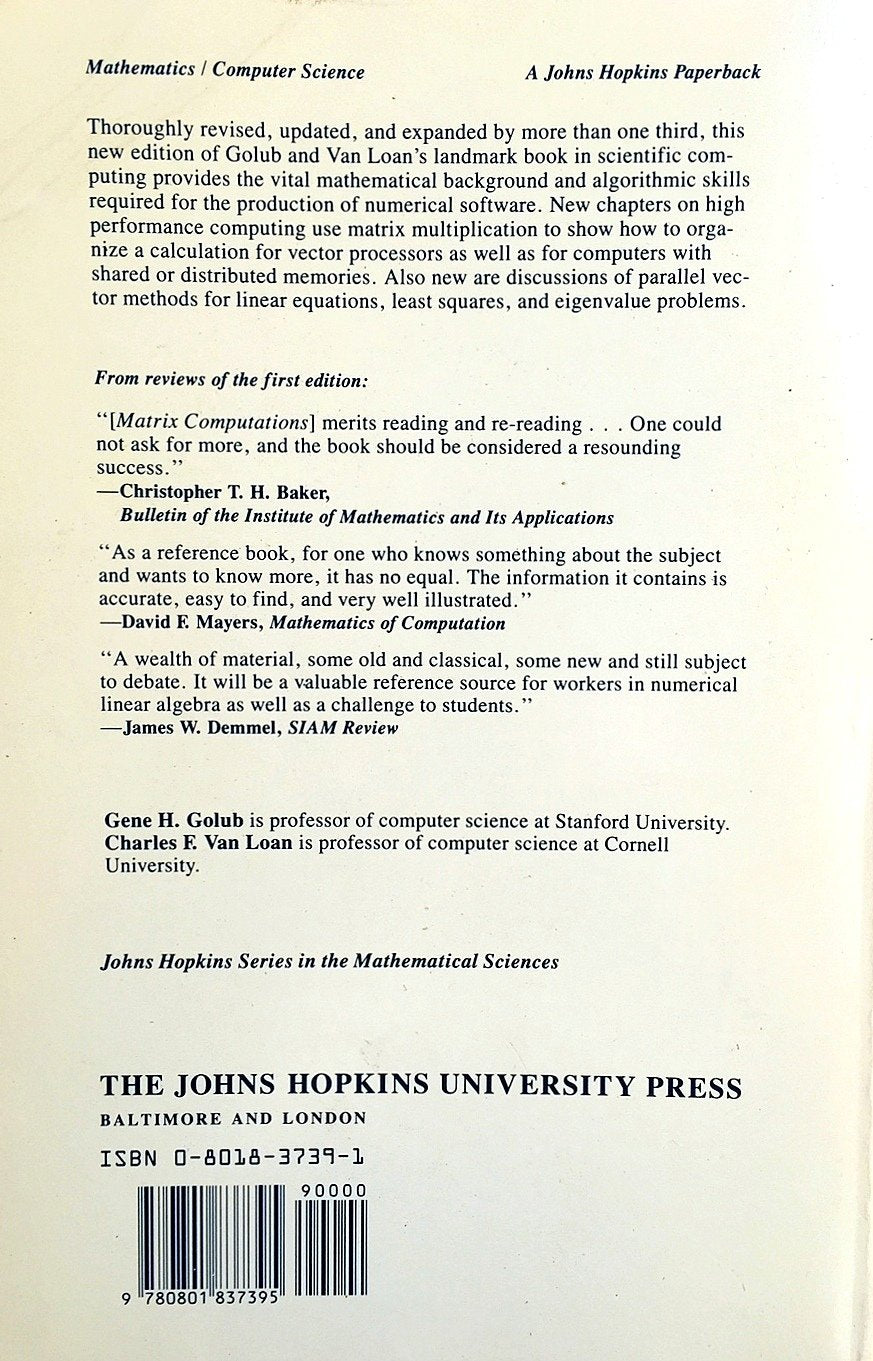 Mathematics / Computer Science
A Johns Hopkins Paperback
Thoroughly revised, updated, and expanded by more than one third, this
new edition of Golub and Van Loan's landmark book in scientific com-
puting provides the vital mathematical background and algorithmic skills
required for the production of numerical software. New chapters on high
performance computing use matrix multiplication to show how to orga-
nize a calculation for vector processors as well as for computers with
shared or distributed memories. Also new are discussions of parallel vec-
tor methods for linear equations, least squares, and eigenvalue problems.
From reviews of the first edition:
“[Matrix Computations] merits reading and re-reading . . . One could
not ask for more, and the book should be considered a resounding
success.”
—Christopher T. H. Baker,
Bulletin of the Institute of Mathematics and Its Applications
“As a reference book, for one who knows something about the subject
and wants to know more, it has no equal. The information it contains is
accurate, easy to find, and very well illustrated.”
—David F. Mayers, Mathematics of Computation
“A wealth of material, some old and classical, some new and still subject
to debate. It will be a valuable reference source for workers in numerical
linear algebra as well as a challenge to students.”
—James W. Demmel, SIAM Review
Gene H. Golub is professor of computer science at Stanford University.
Charles F. Van Loan is professor of computer science at Cornell
University.
Johns Hopkins Series in the Mathematical Sciences
THE JOHNS HOPKINS UNIVERSITY PRESS
BALTIMORE AND LONDON
ISBN 0-8018-3739-1
90000
9 780801 837395